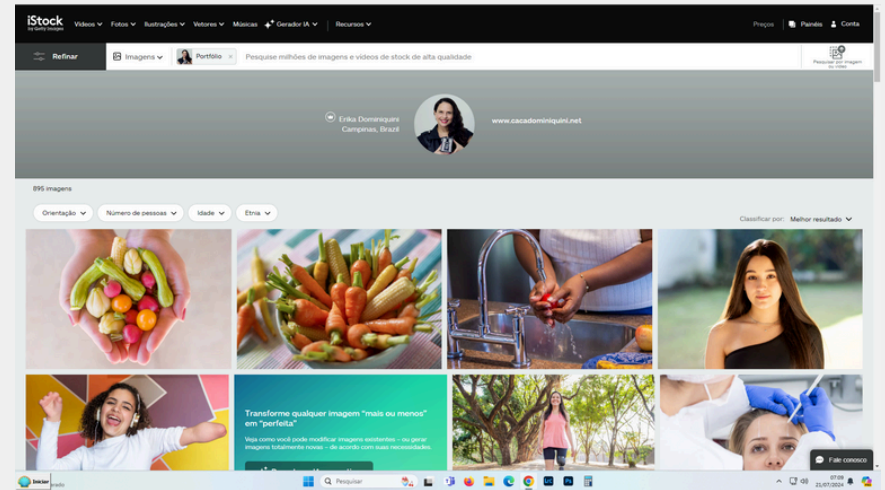 iStock
by Getty Images
Vídeos Fotos Ilustrações Vetores Músicas Gerador IA Recursos
Preços Painéis Conta
Refinar
Imagens
Portfólio ×
Pesquise milhões de imagens e vídeos de stock de alta qualidade
Pesquisar por imagem
ou vídeo
Erika Dominiquini
Campinas, Brazil
www.cacadominiquini.net
895 imagens
Orientação Número de pessoas Idade Etnia
Classificar por: Melhor resultado
Transforme qualquer imagem "mais ou menos"
em "perfeita"
Veja como você pode modificar imagens existentes – ou gerar
imagens totalmente novas – de acordo com suas necessidades.
Fale conosco
Iniciar
Pesquisar
07:09
21/07/2024